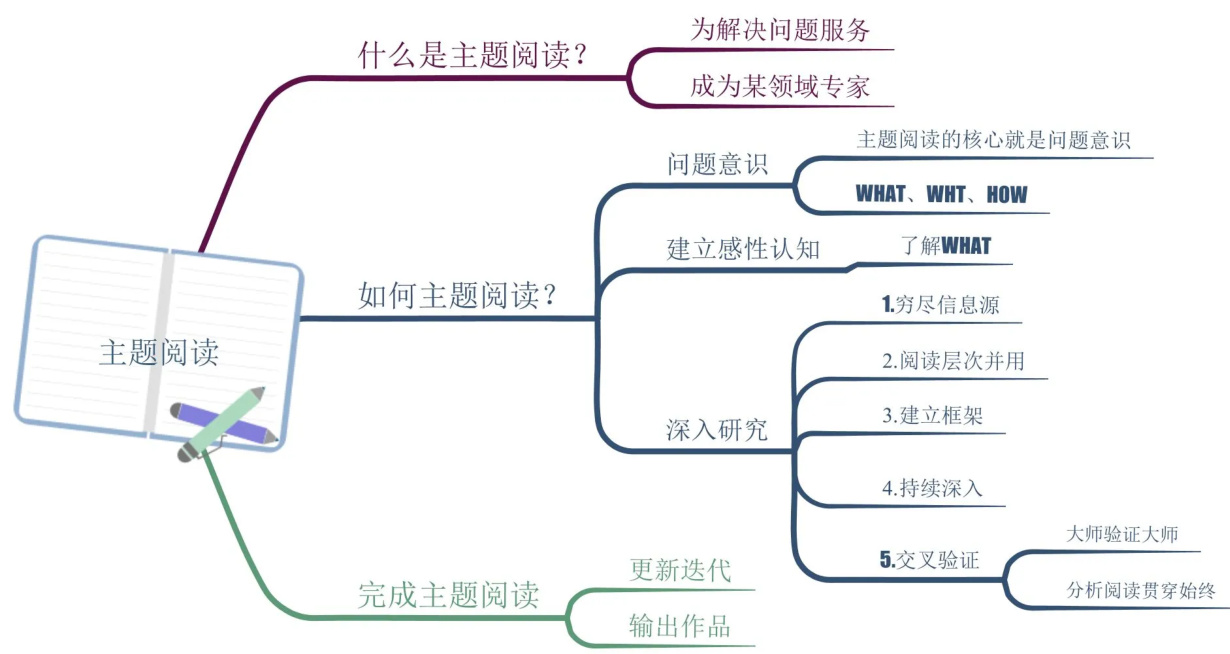 主题阅读
什么是主题阅读？
为解决问题服务
成为某领域专家
如何主题阅读？
问题意识
主题阅读的核心就是问题意识
WHAT、WHT、HOW
建立感性认知
了解WHAT
深入研究
1.穷尽信息源
2.阅读层次并用
3.建立框架
4.持续深入
5.交叉验证
大师验证大师
分析阅读贯穿始终
完成主题阅读
更新迭代
输出作品